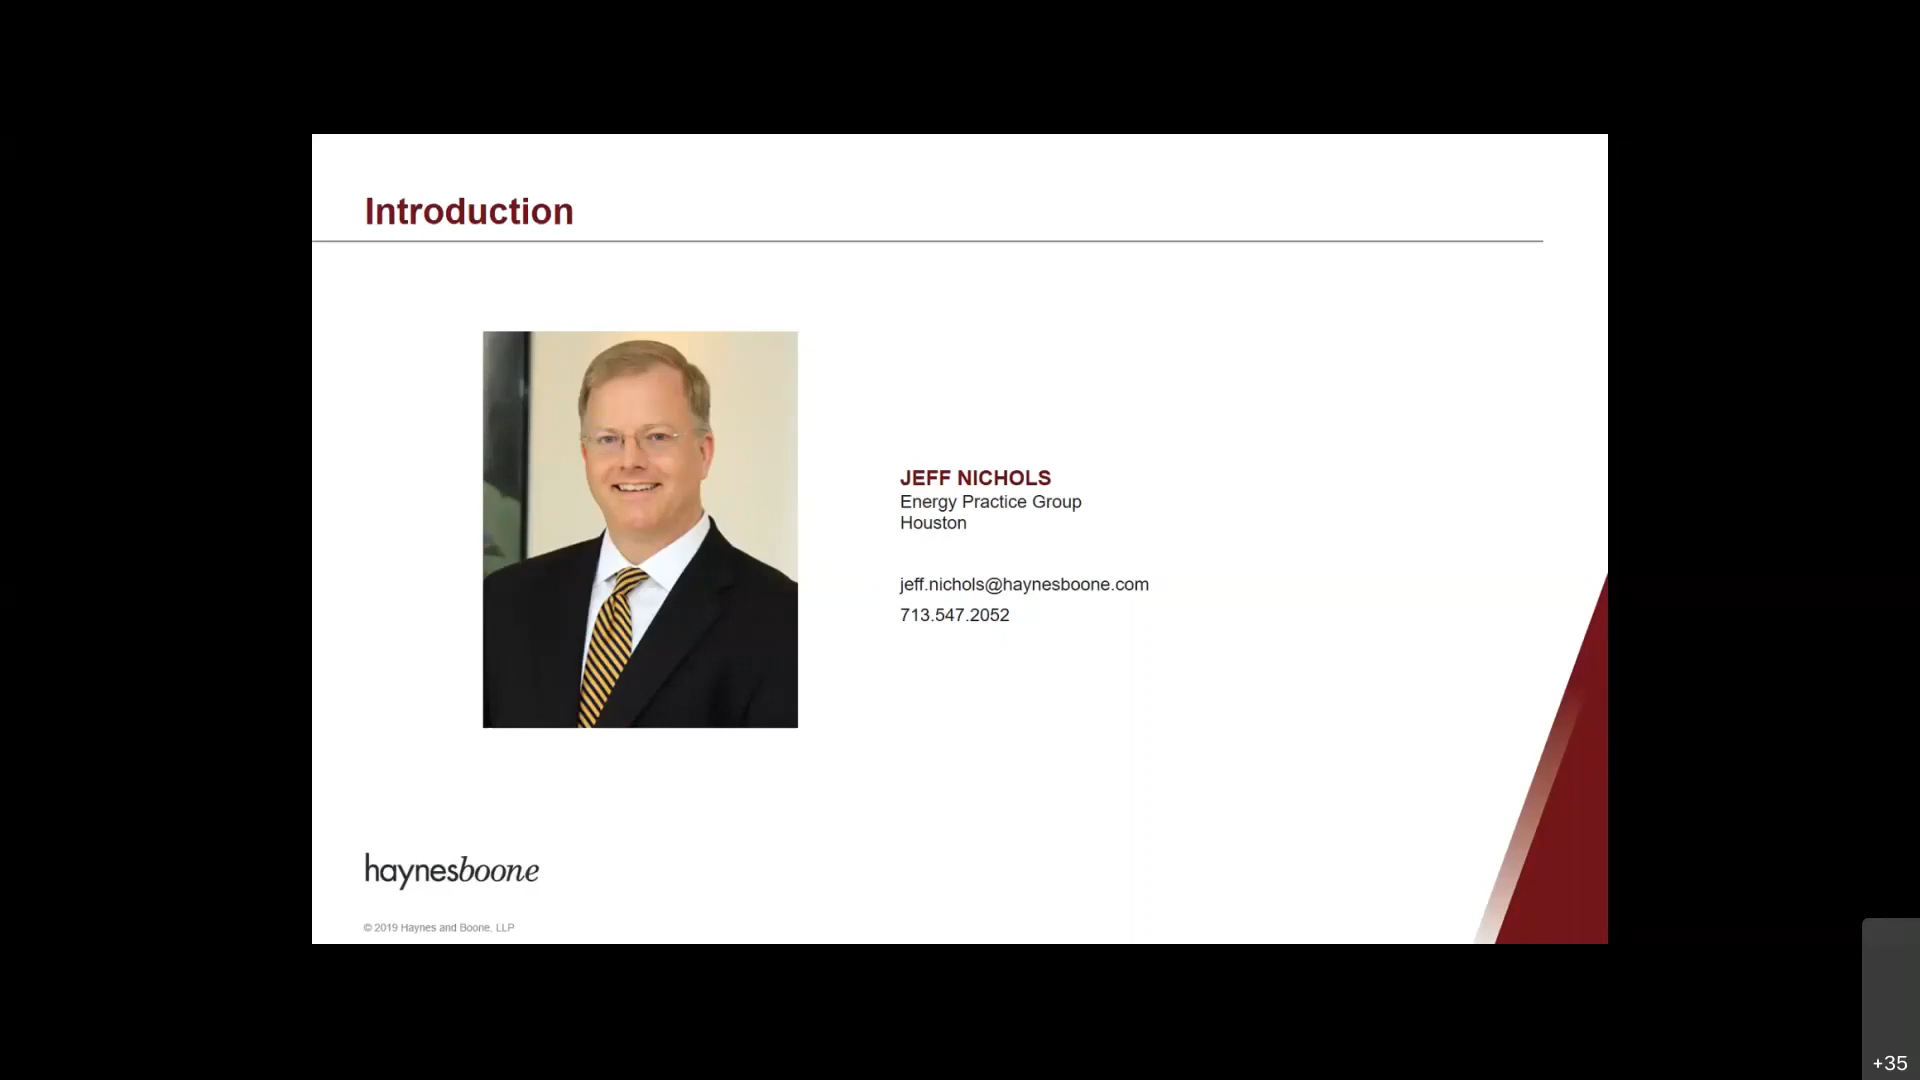 Introduction
JEFF NICHOLS
Energy Practice Group
Houston
jeff.nichols@haynesboone.com
713.547.2052
haynesboone
© 2019 Haynes and Boone, LLP
+35